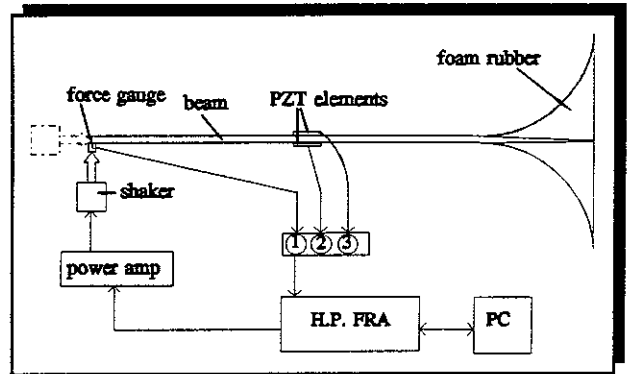 foam rubber
force gauge
beam
PZT elements
shaker
1 2 3
power amp
H.P. FRA
PC